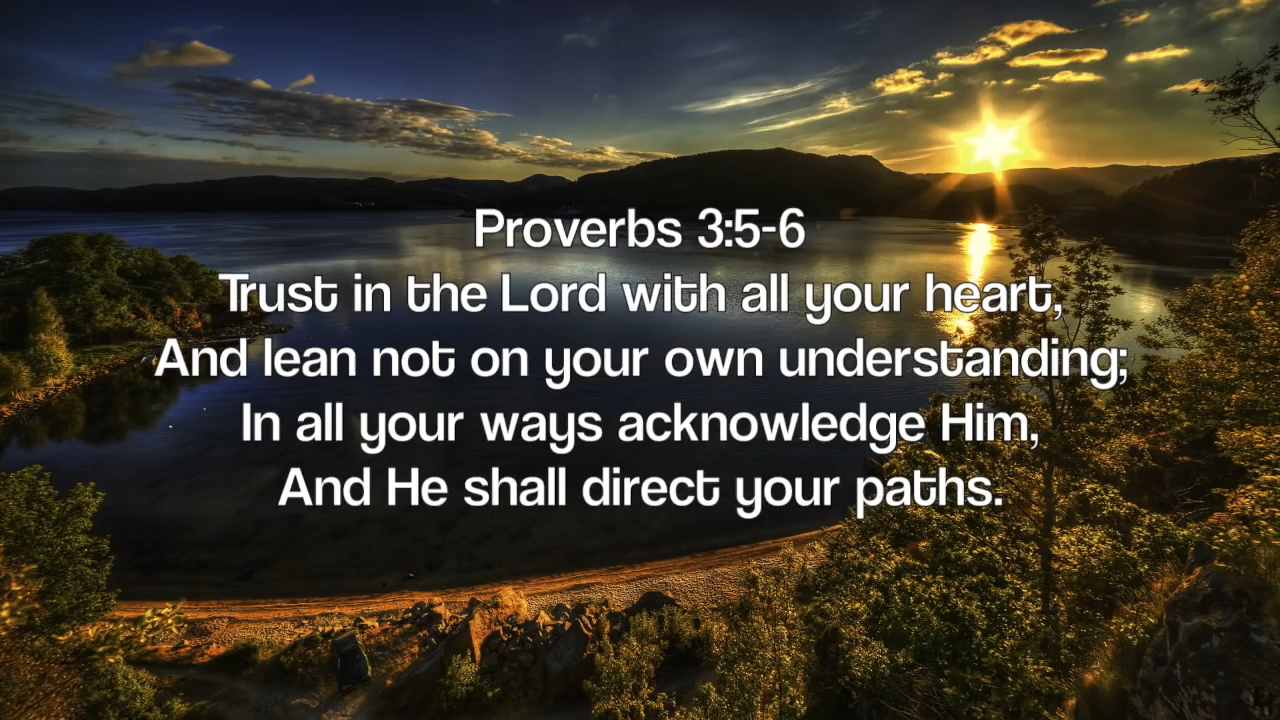 Proverbs 3:5-6
Trust in the Lord with all your heart,
And lean not on your own understanding;
In all your ways acknowledge Him,
And He shall direct your paths.